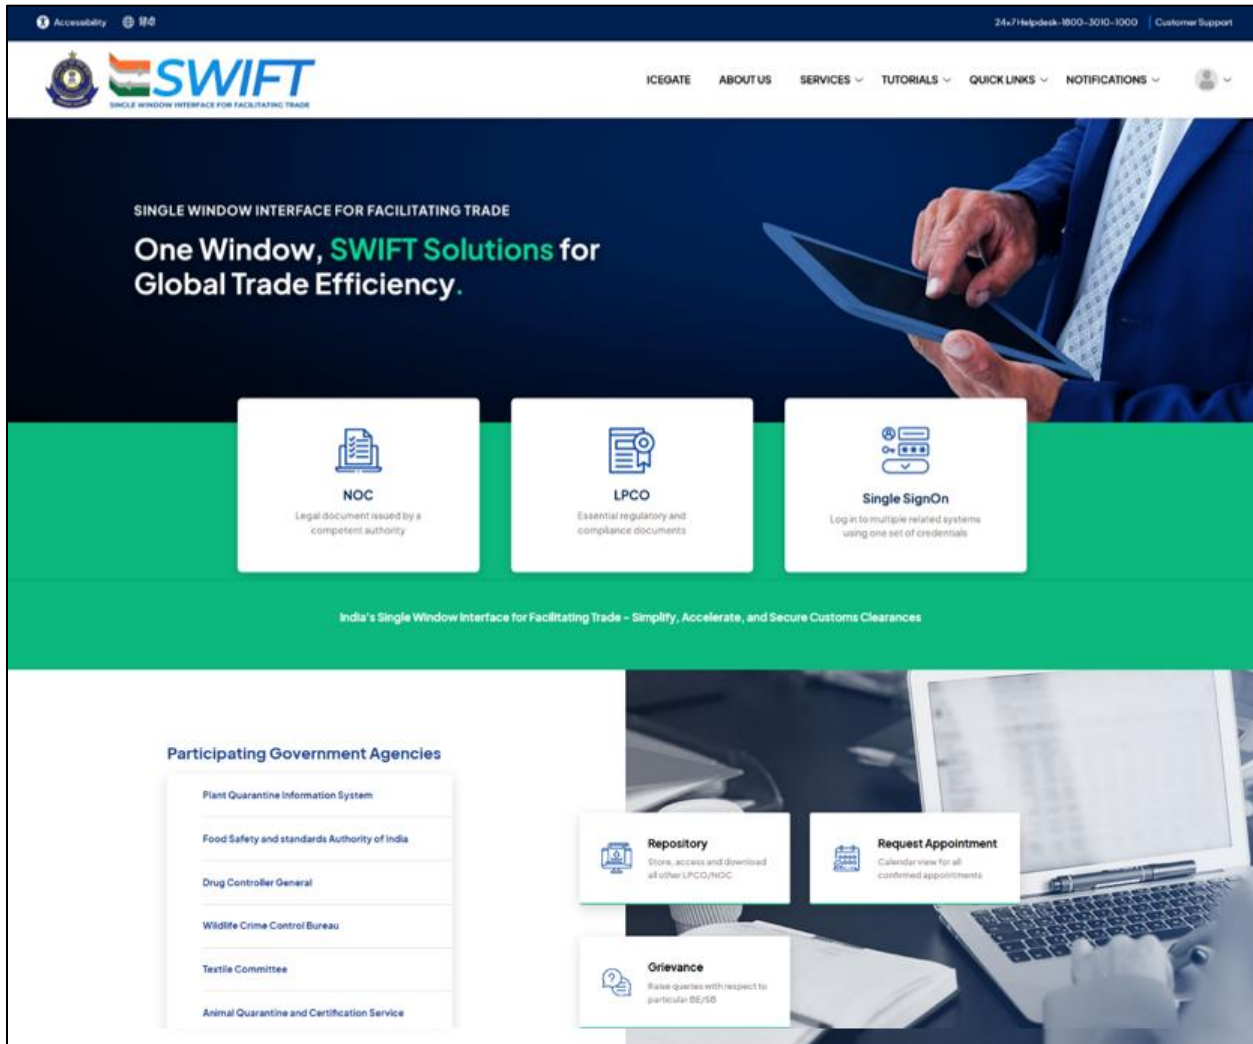 Accessibility हिंदी 24x7 Helpdesk-1800-3010-1000 Customer Support
SWIFT
SINGLE WINDOW INTERFACE FOR FACILITATING TRADE
ICEGATE ABOUT US SERVICES TUTORIALS QUICK LINKS NOTIFICATIONS
SINGLE WINDOW INTERFACE FOR FACILITATING TRADE
One Window, SWIFT Solutions for
Global Trade Efficiency.
NOC
Legal document issued by a
competent authority
LPCO
Essential regulatory and
compliance documents
Single SignOn
Log in to multiple related systems
using one set of credentials
India's Single Window Interface for Facilitating Trade - Simplify, Accelerate, and Secure Customs Clearances
Participating Government Agencies
Plant Quarantine Information System
Food Safety and standards Authority of India
Drug Controller General
Wildlife Crime Control Bureau
Textile Committee
Animal Quarantine and Certification Service
Repository
Store, access and download
all other LPCO/NOC
Request Appointment
Calendar view for all
confirmed appointments
Grievance
Raise queries with respect to
particular BE/SB